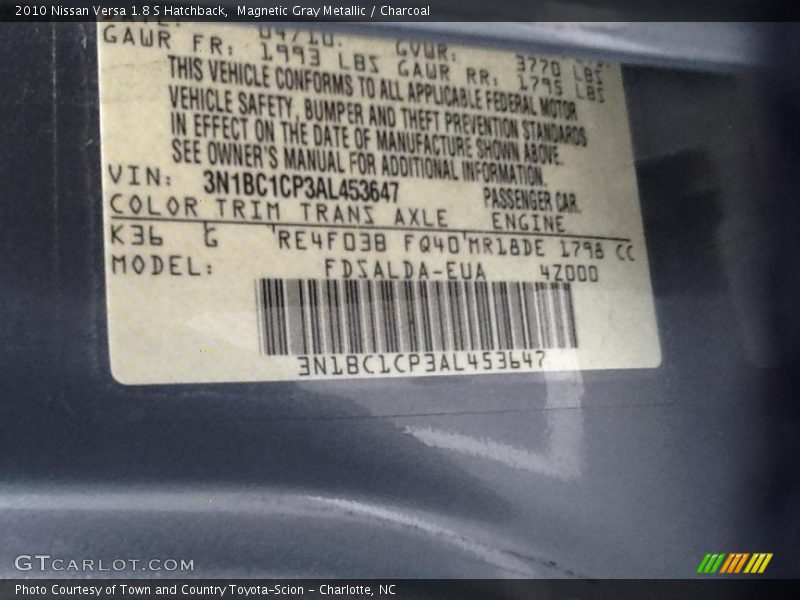 2010 Nissan Versa 1.8 S Hatchback, Magnetic Gray Metallic / Charcoal
04/10. GVWR: 3770 LBS
GAWR FR: 1993 LBS GAWR RR: 1795 LBS
THIS VEHICLE CONFORMS TO ALL APPLICABLE FEDERAL MOTOR
VEHICLE SAFETY, BUMPER AND THEFT PREVENTION STANDARDS
IN EFFECT ON THE DATE OF MANUFACTURE SHOWN ABOVE.
SEE OWNER'S MANUAL FOR ADDITIONAL INFORMATION.
VIN: 3N1BC1CP3AL453647 PASSENGER CAR.
COLOR TRIM TRANS AXLE ENGINE
K36 G RE4F03B FQ40 MR18DE 1798 CC
MODEL: FDSALDA-EUA 4Z000
3N1BC1CP3AL453647
GTCARLOT.COM
Photo Courtesy of Town and Country Toyota-Scion - Charlotte, NC